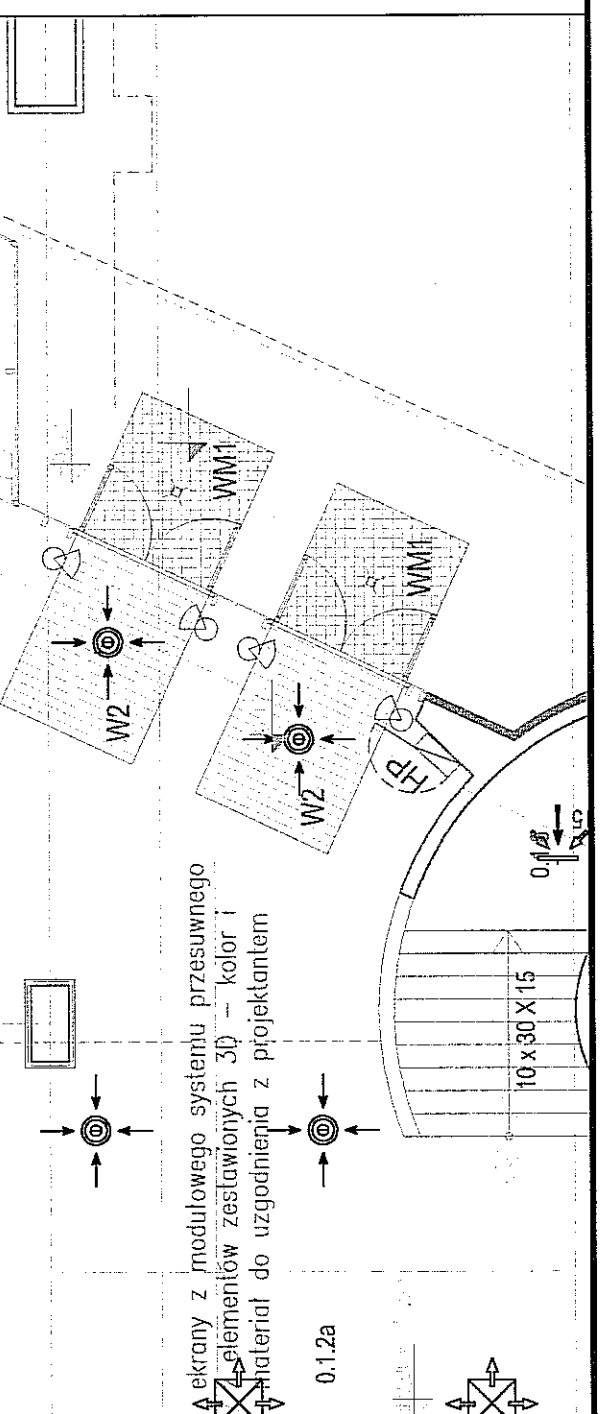 WM1
WM1
W2
W2
HP
ekrany z modułowego systemu przesuwnego
elementów zestawionych 3D – kolor i
materiał do uzgodnienia z projektantem
10 x 30 X 15
0.1.2a